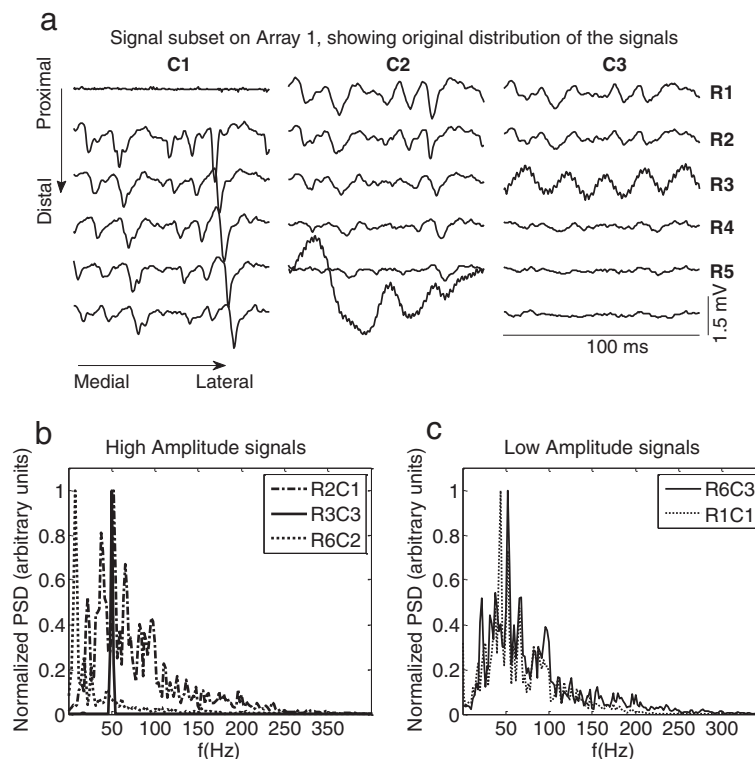 a
Signal subset on Array 1, showing original distribution of the signals
C1 C2 C3
Proximal
Distal
R1
R2
R3
R4
R5
1.5 mV
100 ms
Medial Lateral
b
High Amplitude signals
Normalized PSD (arbitrary units)
1
0.8
0.6
0.4
0.2
0
R2C1
R3C3
R6C2
50 100 150 200 250 350
f(Hz)
c
Low Amplitude signals
Normalized PSD (arbitrary units)
1
0.8
0.6
0.4
0.2
0
R6C3
R1C1
50 100 150 200 250 300
f(Hz)